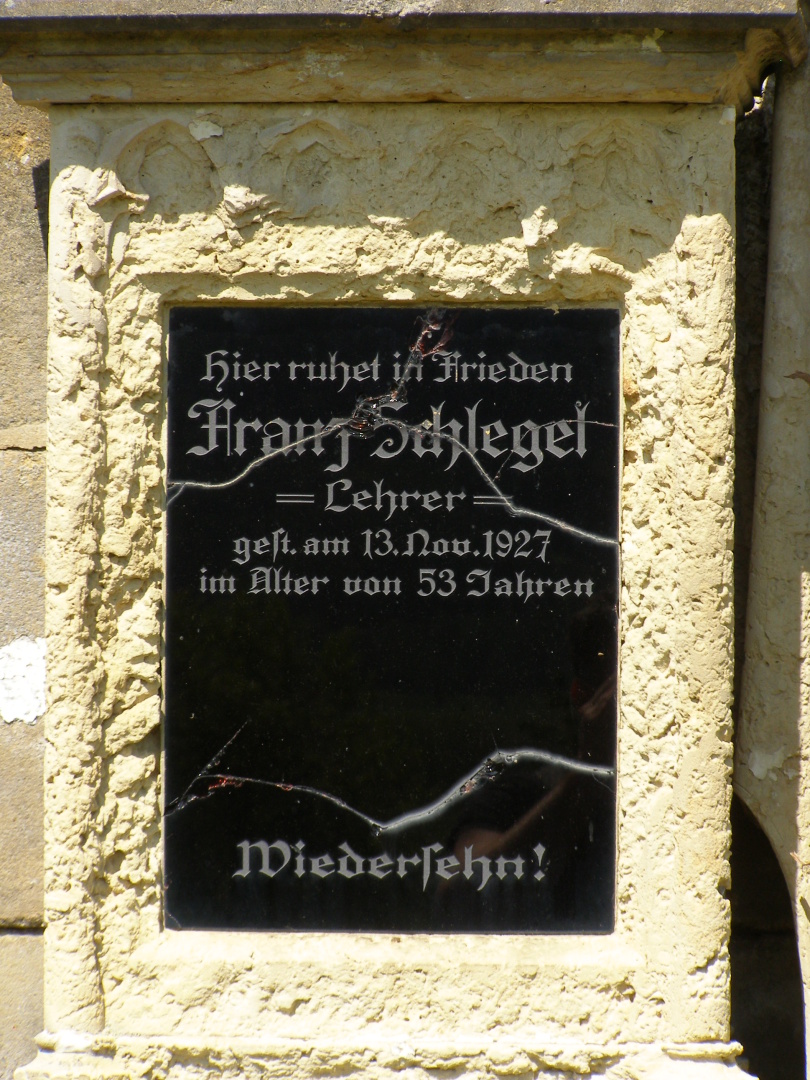 Hier ruhet in Frieden
Franz Schlegel
= Lehrer =
geſt. am 13. Nov. 1927
im Alter von 53 Jahren
Wiederſehn!